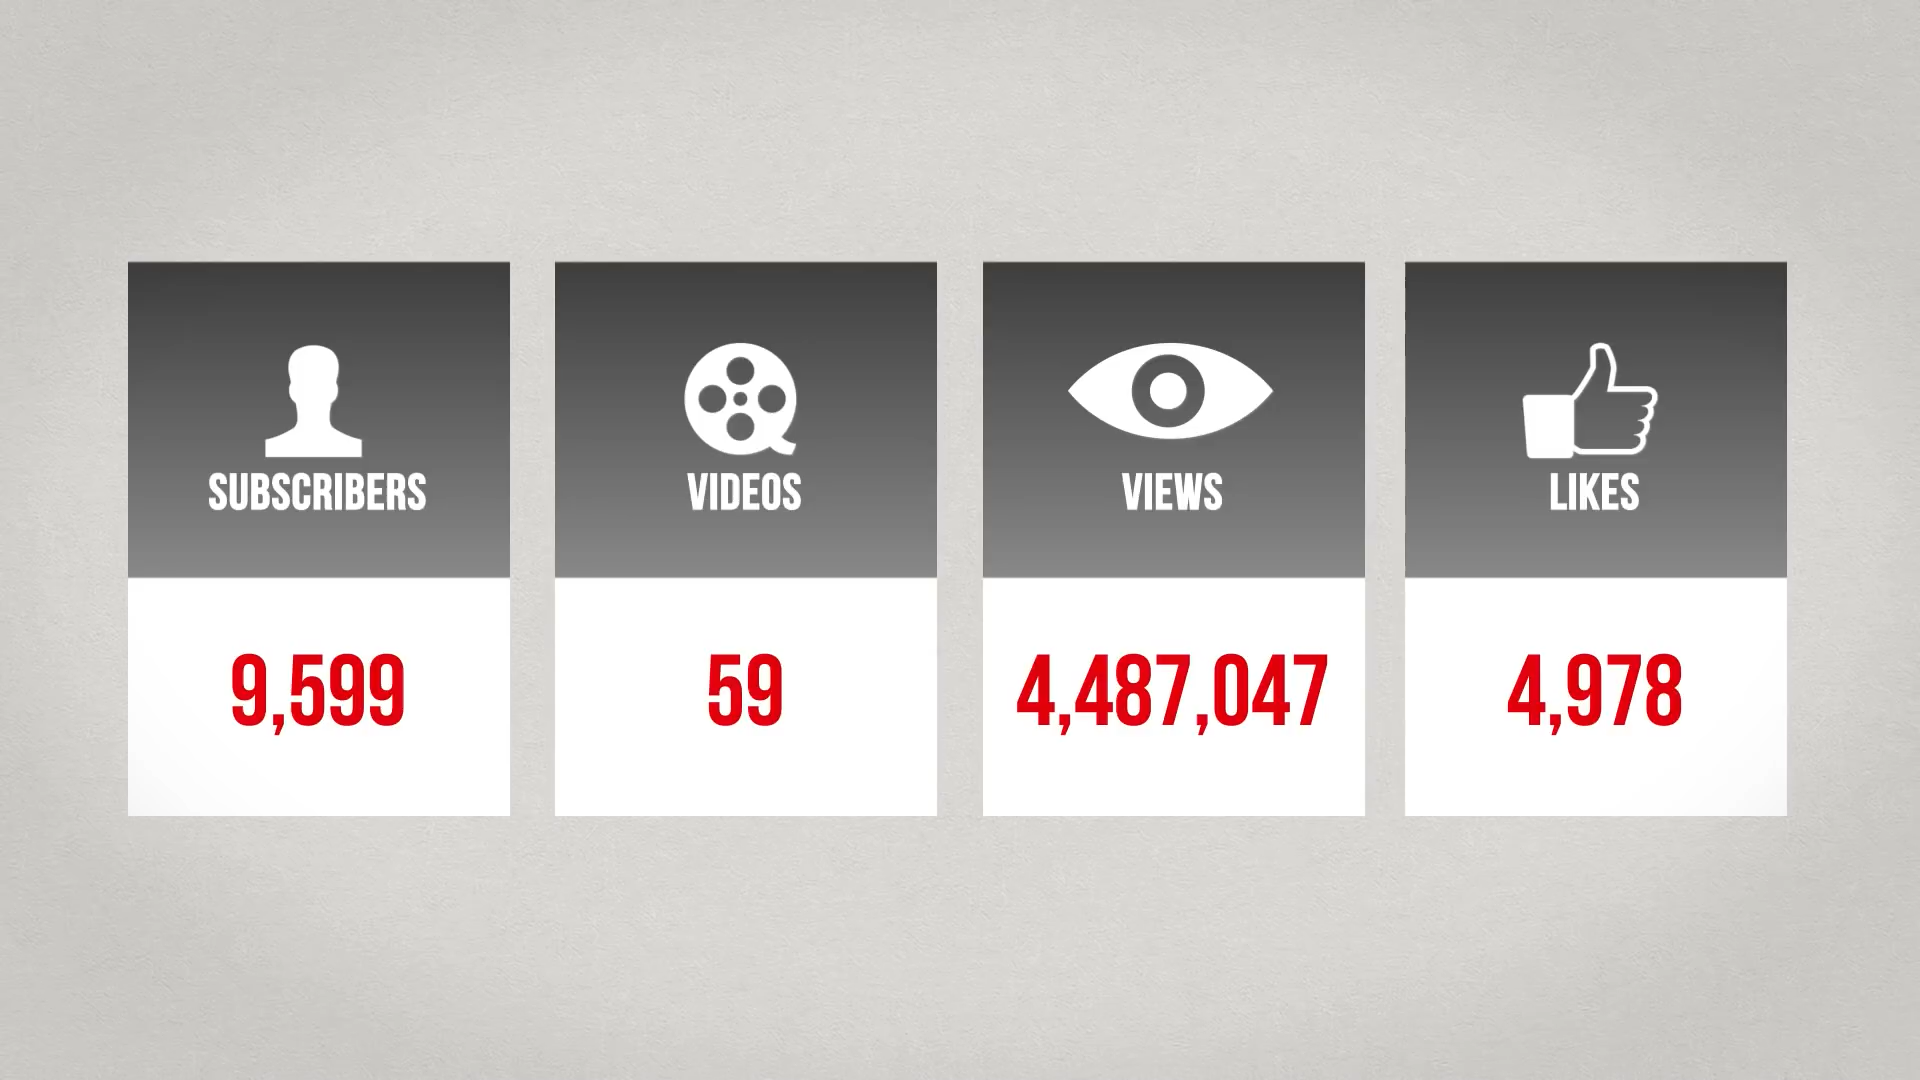 SUBSCRIBERS
9,599
VIDEOS
59
VIEWS
4,487,047
LIKES
4,978